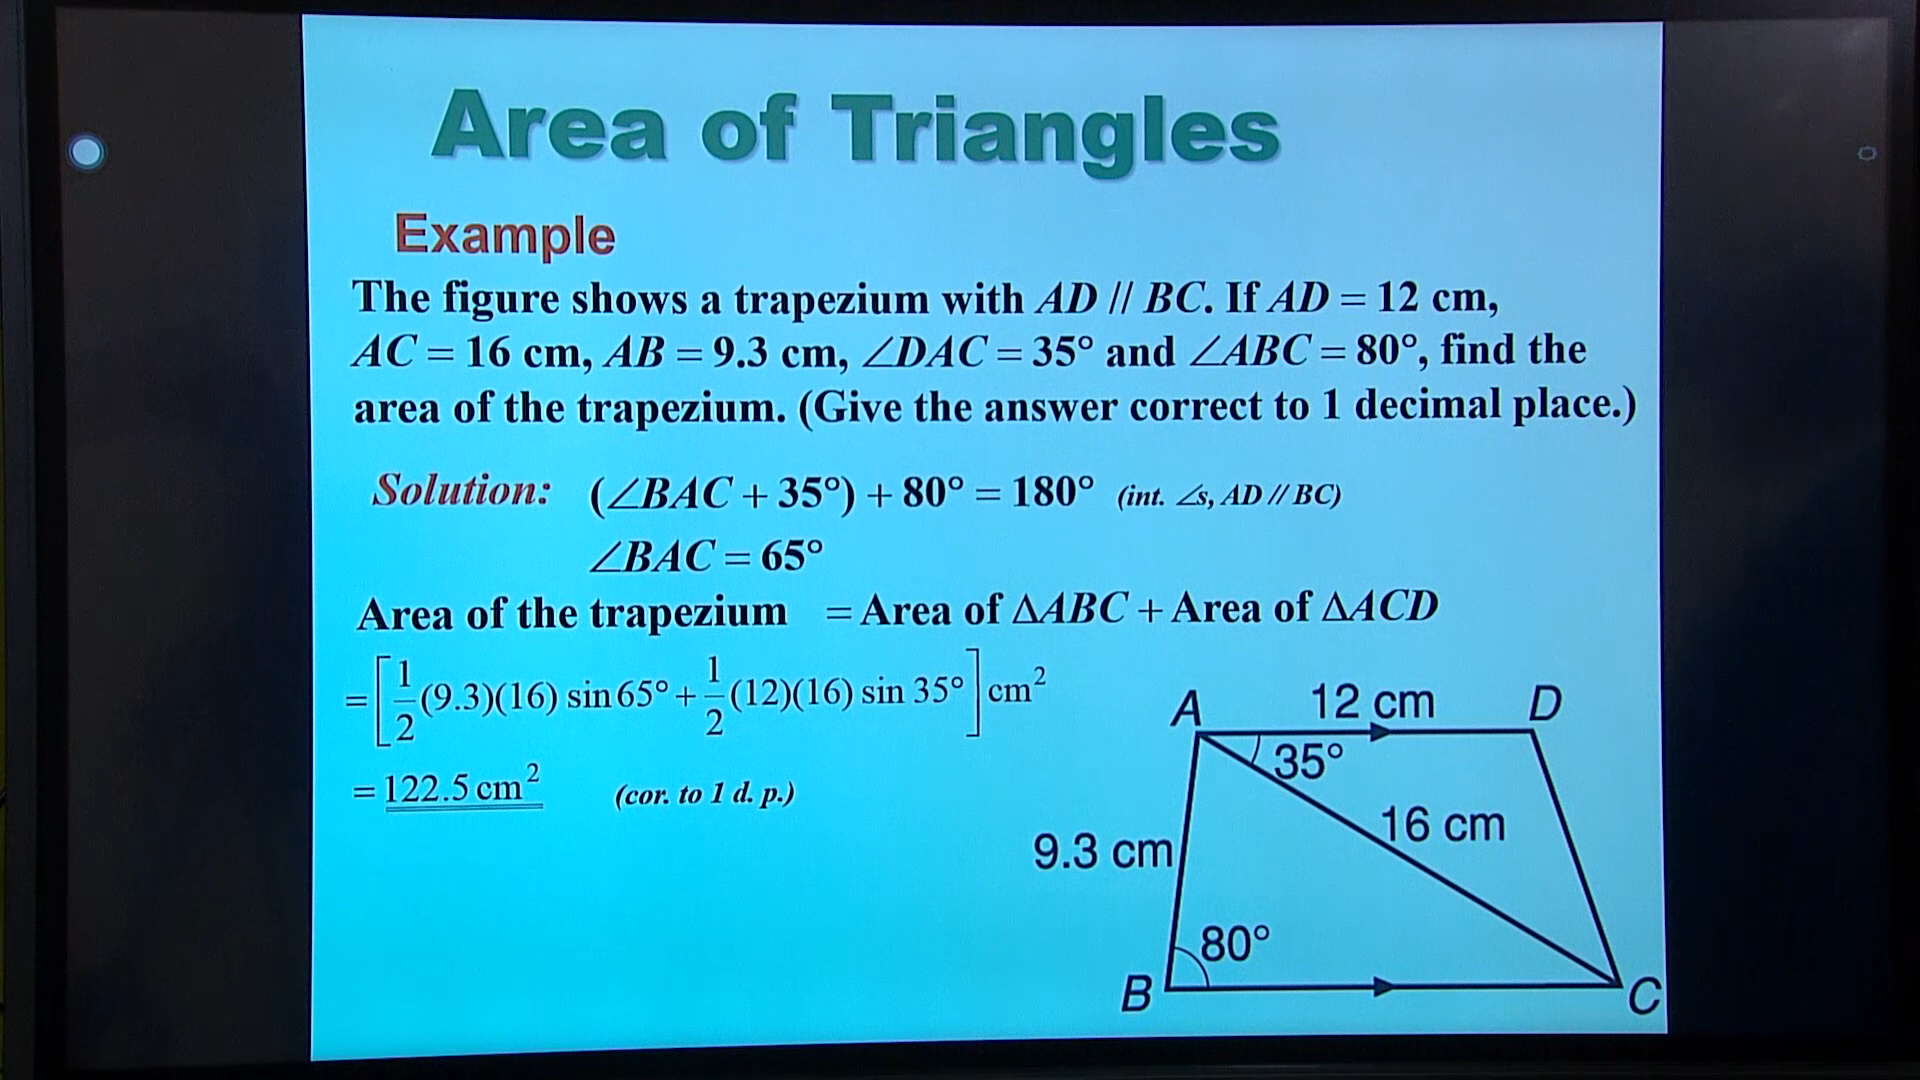 Area of Triangles
Example
The figure shows a trapezium with AD // BC. If AD = 12 cm,
AC = 16 cm, AB = 9.3 cm, ∠DAC = 35° and ∠ABC = 80°, find the
area of the trapezium. (Give the answer correct to 1 decimal place.)
Solution: (∠BAC + 35°) + 80° = 180° (int. ∠s, AD // BC)
∠BAC = 65°
Area of the trapezium = Area of ΔABC + Area of ΔACD
= [1/2 (9.3)(16) sin 65° + 1/2 (12)(16) sin 35°] cm²
= 122.5 cm² (cor. to 1 d. p.)
A 12 cm D
35°
16 cm
9.3 cm
80°
B C